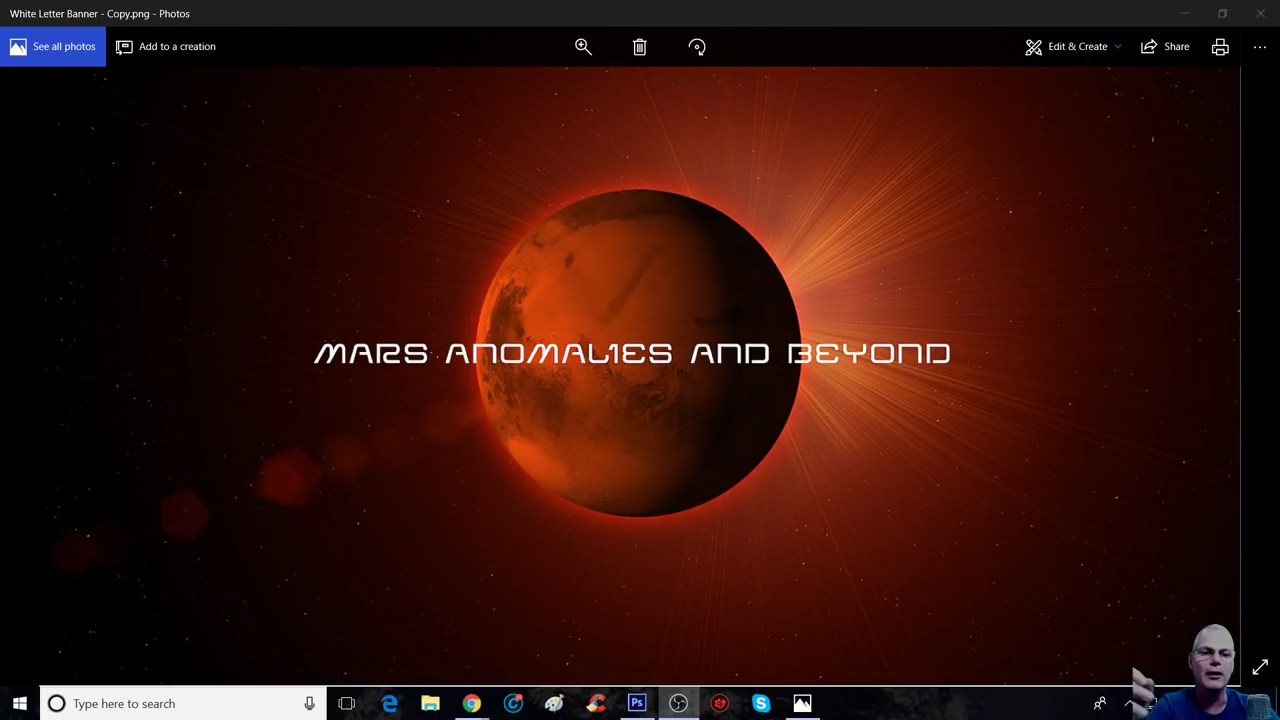 White Letter Banner - Copy.png - Photos
See all photos
Add to a creation
Edit & Create
Share
MARS ANOMALIES AND BEYOND
Type here to search
Ps